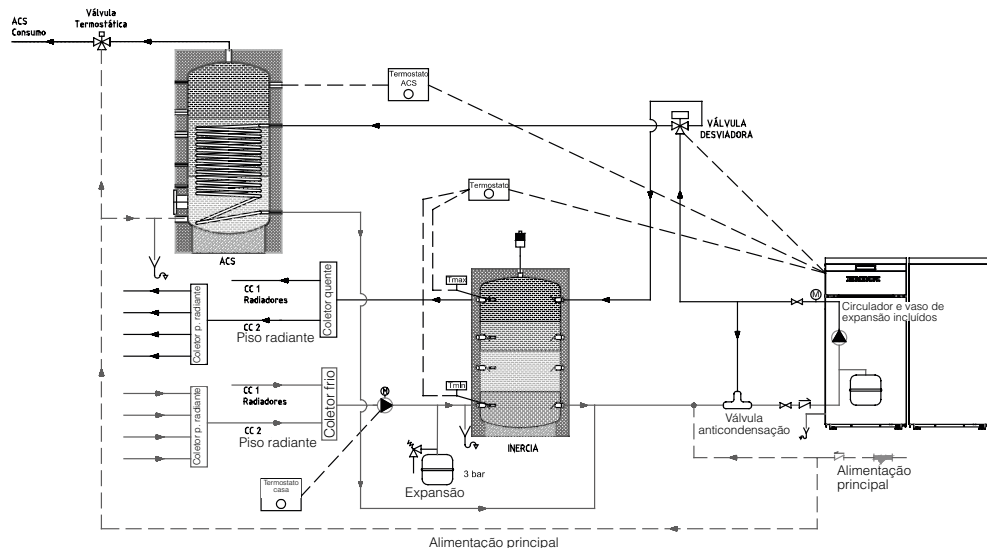 ACS
Consumo
Válvula
Termostática
Termostato
ACS
VÁLVULA
DESVIADORA
Termostato
ACS
CC 1
Radiadores
CC 2
Piso radiante
Coletor p. radiante
Coletor quente
Tmax
Tmin
M
Circulador e vaso de
expansão incluídos
CC 1
Radiadores
CC 2
Piso radiante
Coletor p. radiante
Coletor frio
M
Válvula
anticondensação
INERCIA
3 bar
Expansão
Termostato
casa
Alimentação
principal
Alimentação principal